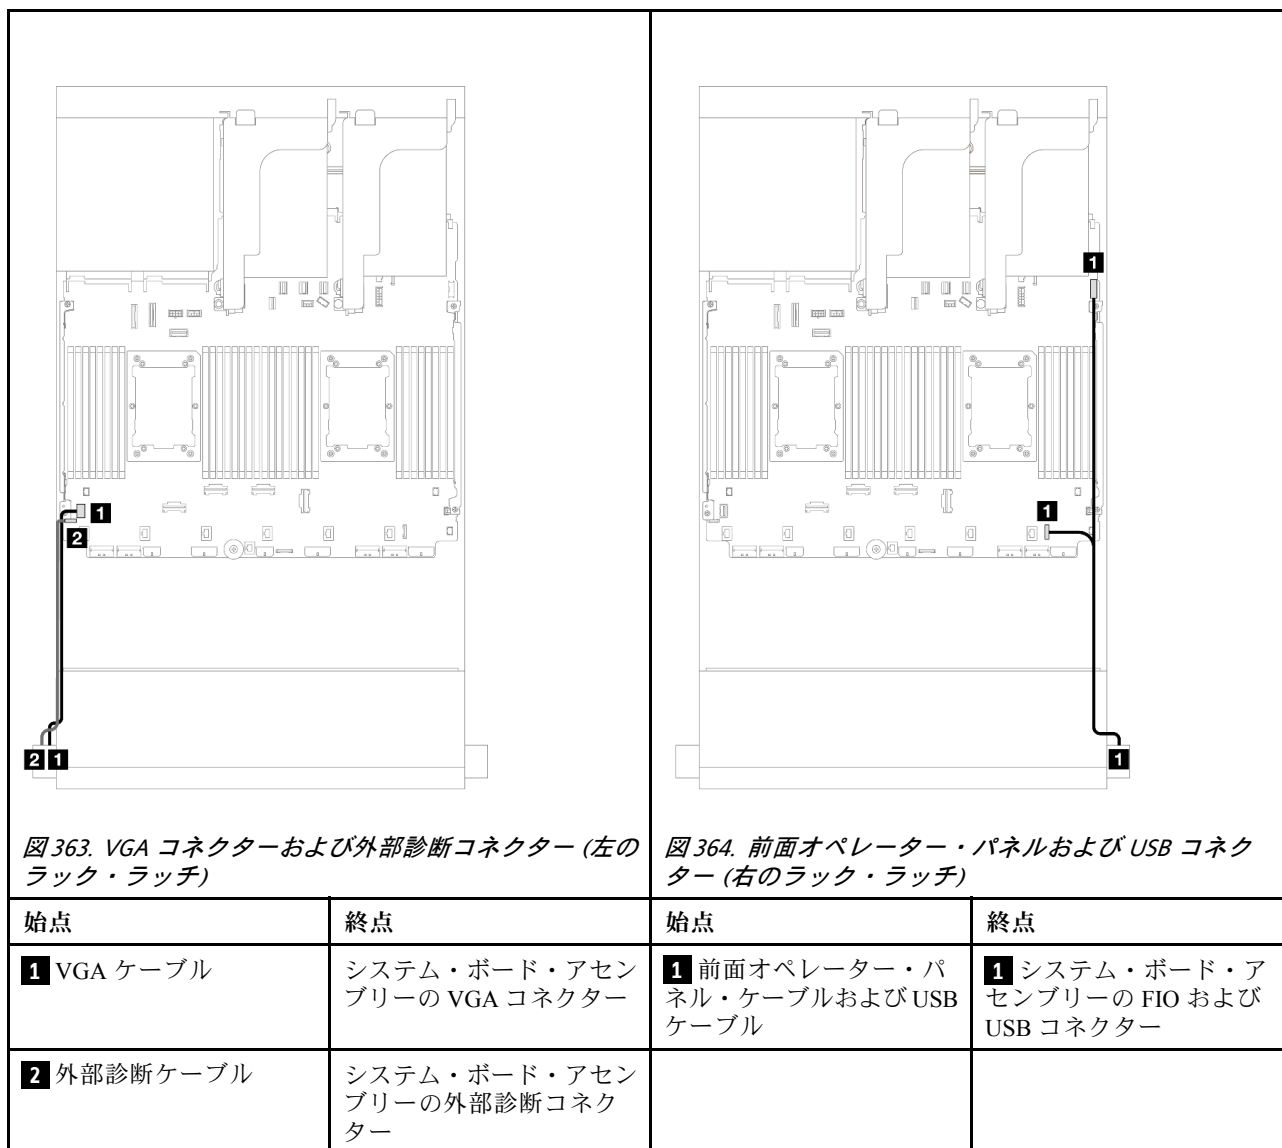 1
2
2 1
図 363. VGA コネクターおよび外部診断コネクター (左の
ラック・ラッチ)
1
1
1
図 364. 前面オペレーター・パネルおよび USB コネク
ター (右のラック・ラッチ)
始点
終点
始点
終点
1 VGA ケーブル
システム・ボード・アセン
ブリーの VGA コネクター
1 前面オペレーター・パ
ネル・ケーブルおよび USB
ケーブル
1 システム・ボード・ア
センブリーの FIO および
USB コネクター
2 外部診断ケーブル
システム・ボード・アセン
ブリーの外部診断コネク
ター